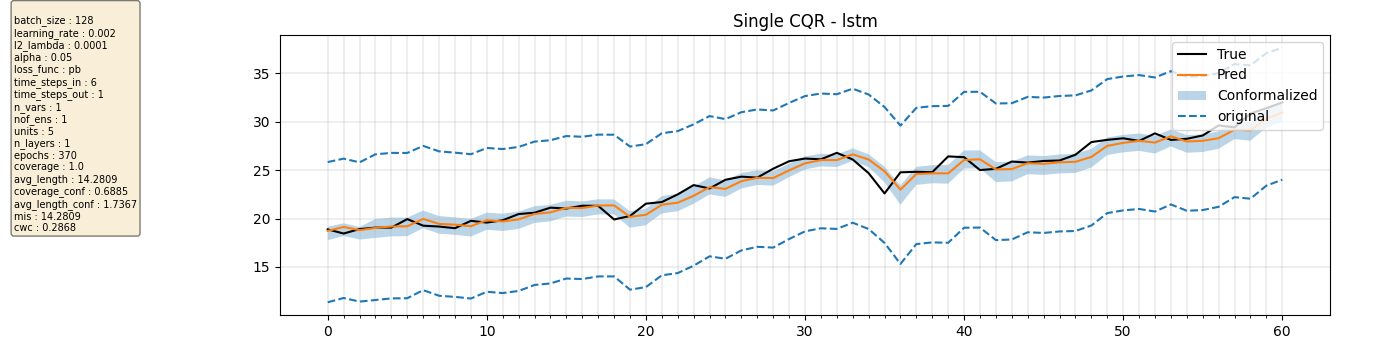 batch_size : 128
learning_rate : 0.002
l2_lambda : 0.0001
alpha : 0.05
loss_func : pb
time_steps_in : 6
time_steps_out : 1
n_vars : 1
nof_ens : 1
units : 5
n_layers : 1
epochs : 370
coverage : 1.0
avg_length : 14.2809
coverage_conf : 0.6885
avg_length_conf : 1.7367
mis : 14.2809
cwc : 0.2868
Single CQR - lstm
True
Pred
Conformalized
original
35
30
25
20
15
0 10 20 30 40 50 60